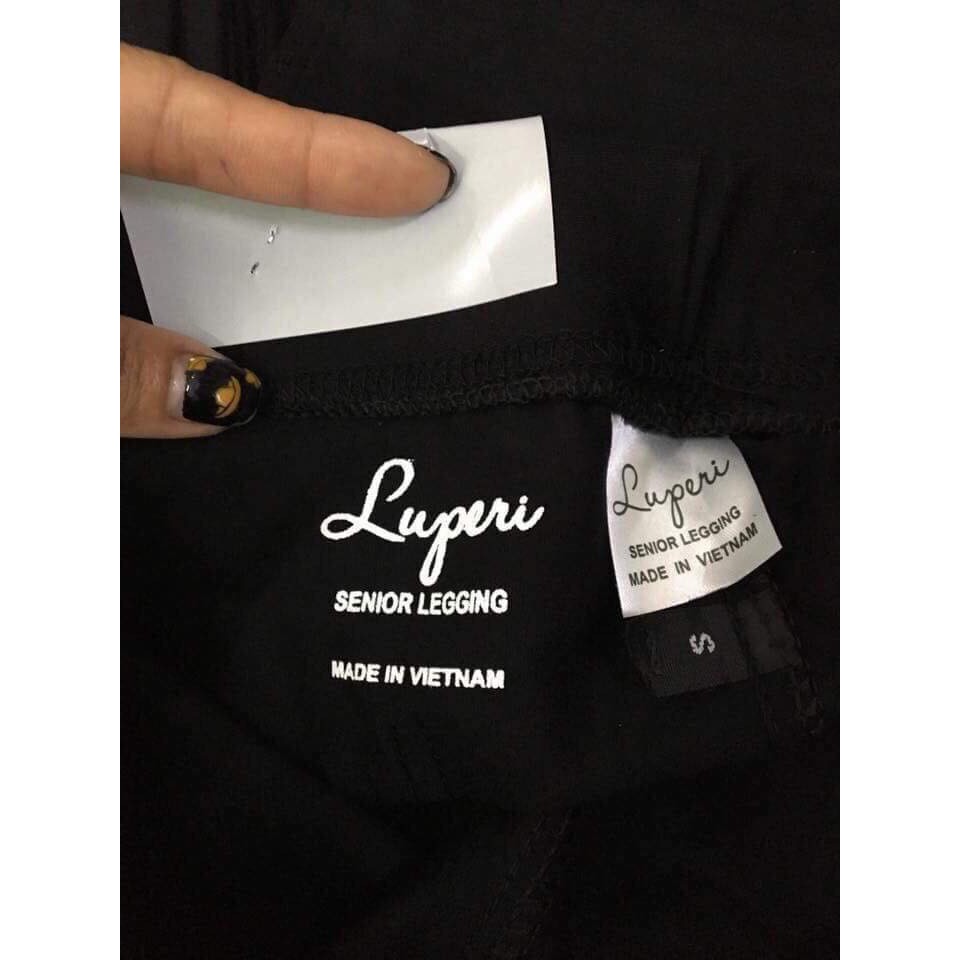 Luperi
SENIOR LEGGING
MADE IN VIETNAM
Luperi
SENIOR LEGGING
MADE IN VIETNAM
S